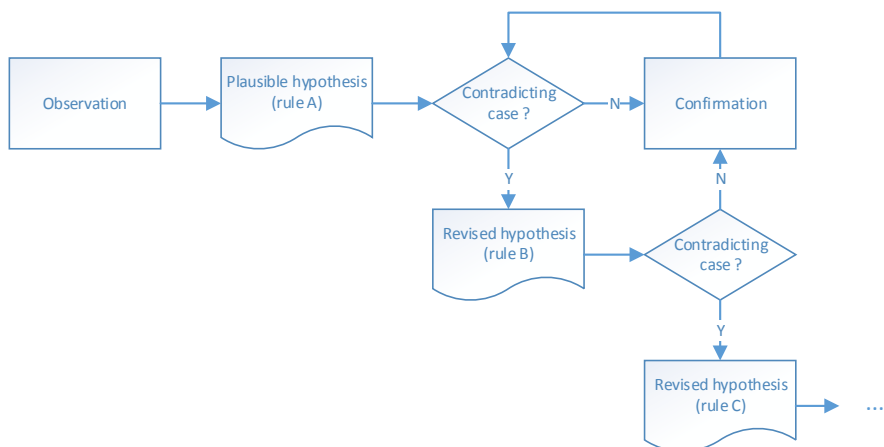 Observation
Plausible hypothesis
(rule A)
Contradicting
case ?
N
Confirmation
Y
N
Revised hypothesis
(rule B)
Contradicting
case ?
Y
Revised hypothesis
(rule C)
...